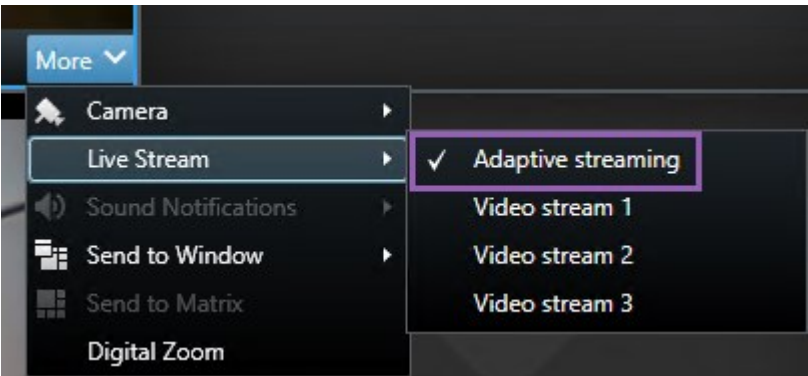 More
Camera
Live Stream
Sound Notifications
Send to Window
Send to Matrix
Digital Zoom
Adaptive streaming
Video stream 1
Video stream 2
Video stream 3